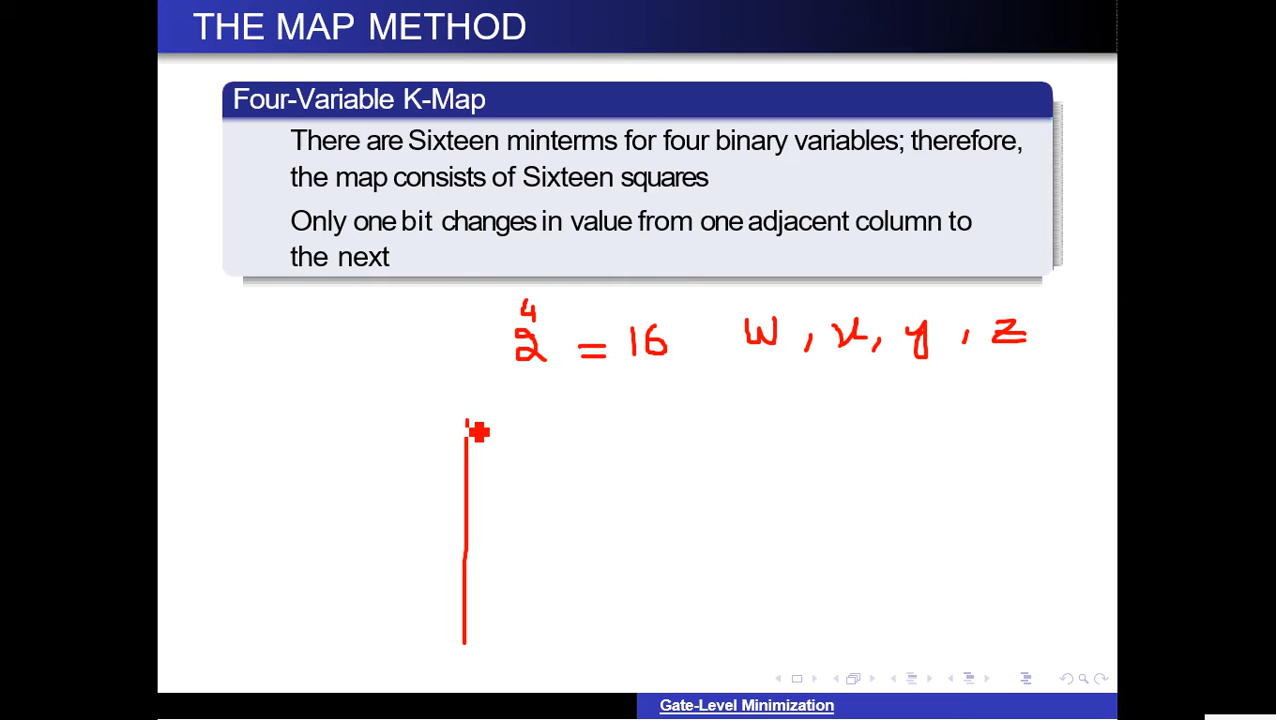 THE MAP METHOD
Four-Variable K-Map
There are Sixteen minterms for four binary variables; therefore,
the map consists of Sixteen squares
Only one bit changes in value from one adjacent column to
the next
2⁴ = 16 W, x, y, z
Gate-Level Minimization